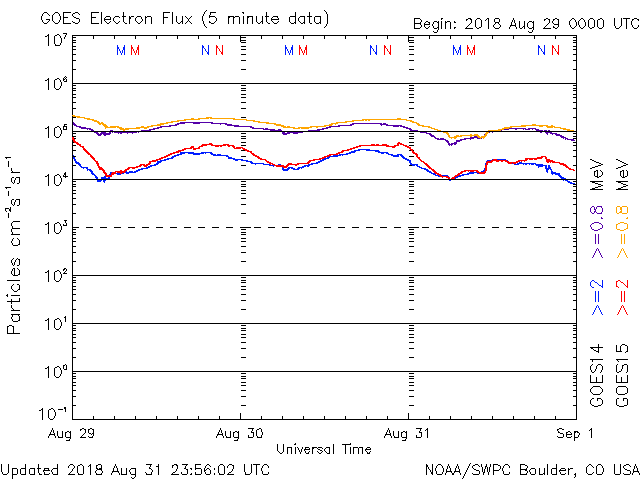 GOES Electron Flux (5 minute data)
Begin: 2018 Aug 29 0000 UTC
M M N N M M N N M M N N
10⁷
10⁶
10⁵
10⁴
10³
10²
10¹
10⁰
10⁻¹
Particles cm⁻²s⁻¹sr⁻¹
GOES14 >=2 >=0.8 MeV
GOES15 >=2 >=0.8 MeV
Aug 29 Aug 30 Aug 31 Sep 1
Universal Time
Updated 2018 Aug 31 23:56:02 UTC
NOAA/SWPC Boulder, CO USA